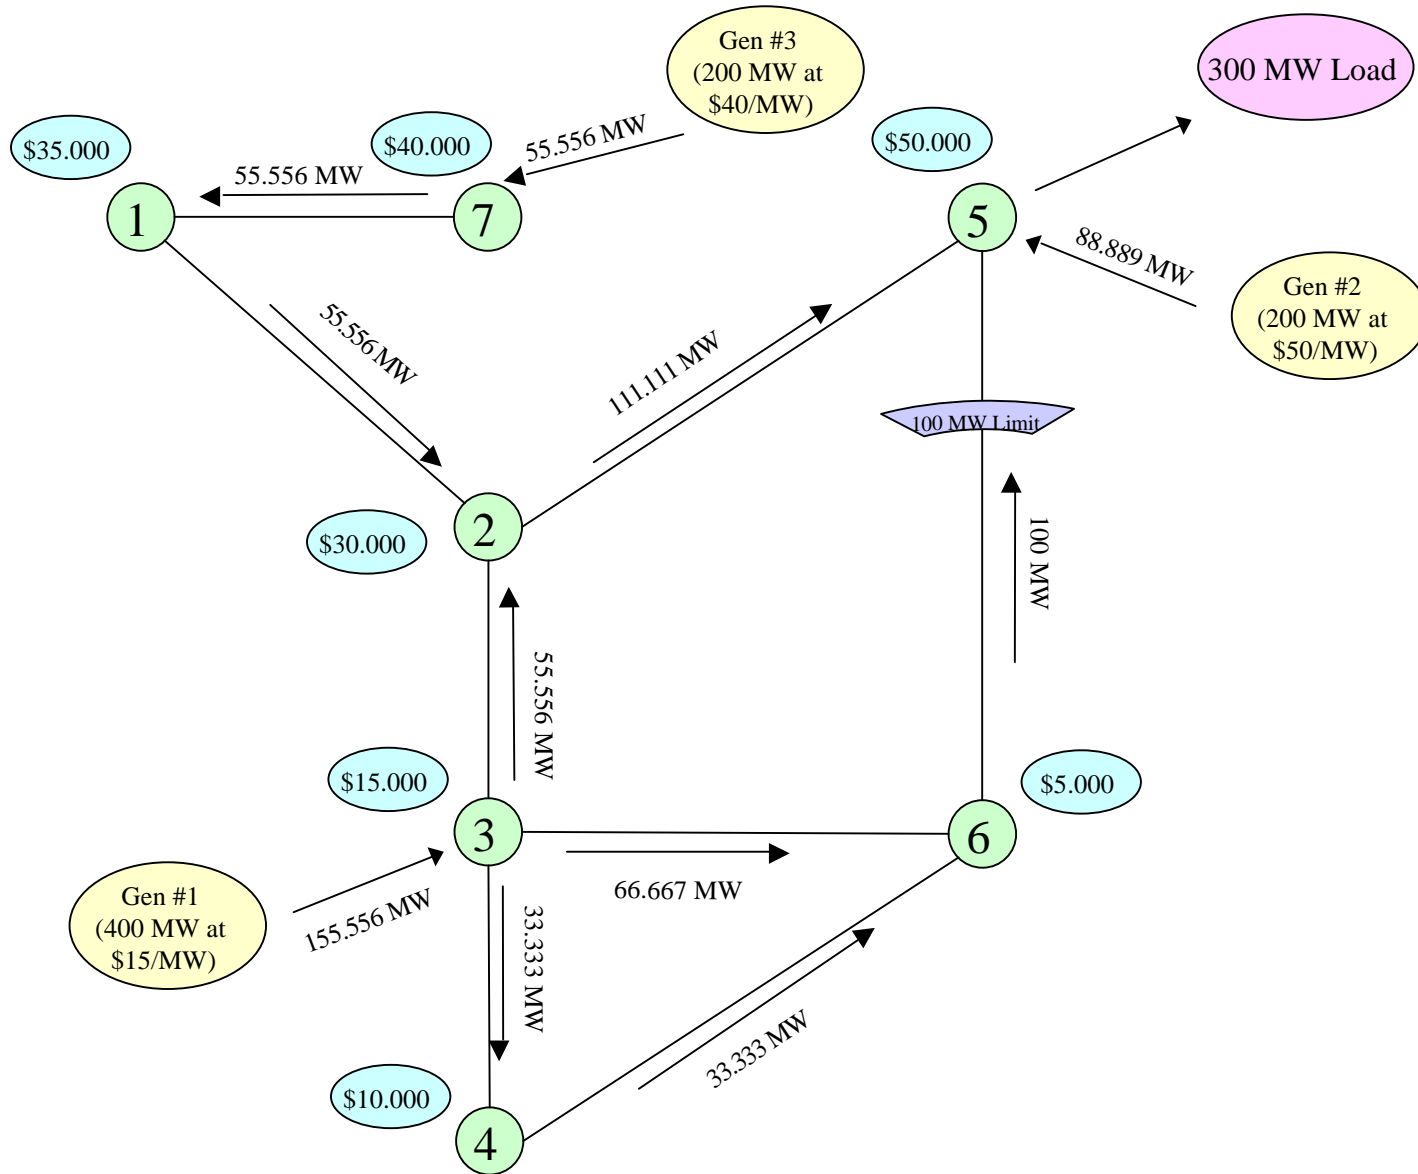 Gen #3
(200 MW at
$40/MW)
300 MW Load
$35.000
$40.000
55.556 MW
$50.000
55.556 MW
1
7
5
88.889 MW
Gen #2
(200 MW at
$50/MW)
55.556 MW
111.111 MW
100 MW Limit
2
$30.000
100 MW
55.556 MW
$15.000
$5.000
3
6
66.667 MW
Gen #1
(400 MW at
$15/MW)
155.556 MW
33.333 MW
33.333 MW
$10.000
4